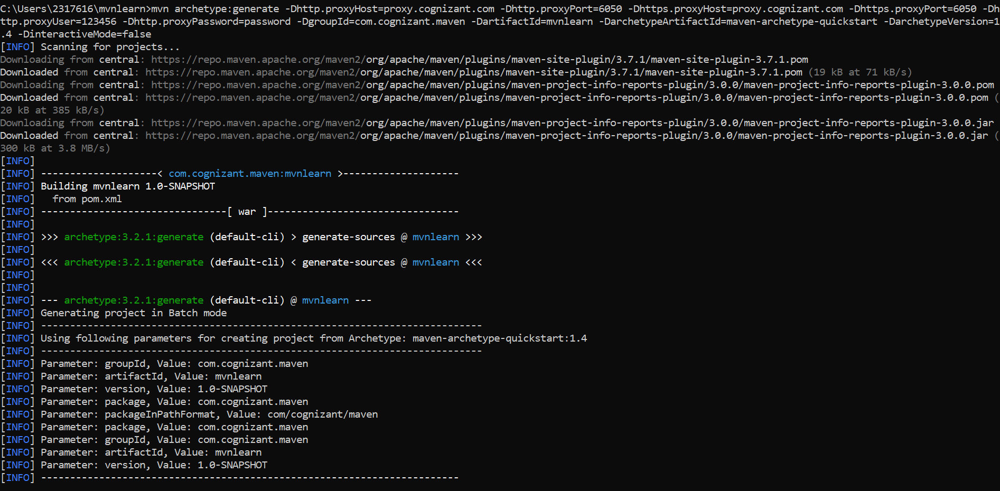 C:\Users\2317616\mvnlearn>mvn archetype:generate -Dhttp.proxyHost=proxy.cognizant.com -Dhttp.proxyPort=6050 -Dhttps.proxyHost=proxy.cognizant.com -Dhttps.proxyPort=6050 -Dh
ttp.proxyUser=123456 -Dhttp.proxyPassword=password -DgroupId=com.cognizant.maven -DartifactId=mvnlearn -DarchetypeArtifactId=maven-archetype-quickstart -DarchetypeVersion=1
.4 -DinteractiveMode=false
[INFO] Scanning for projects...
Downloading from central: https://repo.maven.apache.org/maven2/org/apache/maven/plugins/maven-site-plugin/3.7.1/maven-site-plugin-3.7.1.pom
Downloaded from central: https://repo.maven.apache.org/maven2/org/apache/maven/plugins/maven-site-plugin/3.7.1/maven-site-plugin-3.7.1.pom (19 kB at 71 kB/s)
Downloading from central: https://repo.maven.apache.org/maven2/org/apache/maven/plugins/maven-project-info-reports-plugin/3.0.0/maven-project-info-reports-plugin-3.0.0.pom
Downloaded from central: https://repo.maven.apache.org/maven2/org/apache/maven/plugins/maven-project-info-reports-plugin/3.0.0/maven-project-info-reports-plugin-3.0.0.pom (
20 kB at 385 kB/s)
Downloading from central: https://repo.maven.apache.org/maven2/org/apache/maven/plugins/maven-project-info-reports-plugin/3.0.0/maven-project-info-reports-plugin-3.0.0.jar
Downloaded from central: https://repo.maven.apache.org/maven2/org/apache/maven/plugins/maven-project-info-reports-plugin/3.0.0/maven-project-info-reports-plugin-3.0.0.jar (
300 kB at 3.8 MB/s)
[INFO]
[INFO] --------------------< com.cognizant.maven:mvnlearn >--------------------
[INFO] Building mvnlearn 1.0-SNAPSHOT
[INFO]   from pom.xml
[INFO] --------------------------------[ war ]---------------------------------
[INFO]
[INFO] >>> archetype:3.2.1:generate (default-cli) > generate-sources @ mvnlearn >>>
[INFO]
[INFO] <<< archetype:3.2.1:generate (default-cli) < generate-sources @ mvnlearn <<<
[INFO]
[INFO]
[INFO] --- archetype:3.2.1:generate (default-cli) @ mvnlearn ---
[INFO] Generating project in Batch mode
[INFO] ----------------------------------------------------------------------------
[INFO] Using following parameters for creating project from Archetype: maven-archetype-quickstart:1.4
[INFO] ----------------------------------------------------------------------------
[INFO] Parameter: groupId, Value: com.cognizant.maven
[INFO] Parameter: artifactId, Value: mvnlearn
[INFO] Parameter: version, Value: 1.0-SNAPSHOT
[INFO] Parameter: package, Value: com.cognizant.maven
[INFO] Parameter: packageInPathFormat, Value: com/cognizant/maven
[INFO] Parameter: package, Value: com.cognizant.maven
[INFO] Parameter: groupId, Value: com.cognizant.maven
[INFO] Parameter: artifactId, Value: mvnlearn
[INFO] Parameter: version, Value: 1.0-SNAPSHOT
[INFO] ------------------------------------------------------------------------